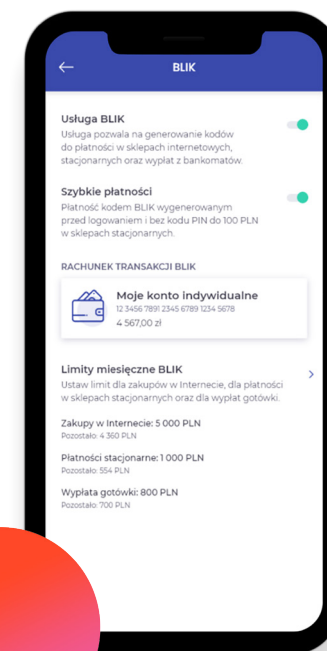 BLIK
Usługa BLIK
Usługa pozwala na generowanie kodów
do płatności w sklepach internetowych,
stacjonarnych oraz wypłat z bankomatów.
Szybkie płatności
Płatność kodem BLIK wygenerowanym
przed logowaniem i bez kodu PIN do 100 PLN
w sklepach stacjonarnych.
RACHUNEK TRANSAKCJI BLIK
Moje konto indywidualne
12 3456 7891 2345 6789 1234 5678
4 567,00 zł
Limity miesięczne BLIK
Ustaw limit dla zakupów w Internecie, dla płatności
w sklepach stacjonarnych oraz dla wypłat gotówki.
Zakupy w Internecie: 5 000 PLN
Pozostało: 4 360 PLN
Płatności stacjonarne: 1 000 PLN
Pozostało: 554 PLN
Wypłata gotówki: 800 PLN
Pozostało: 700 PLN